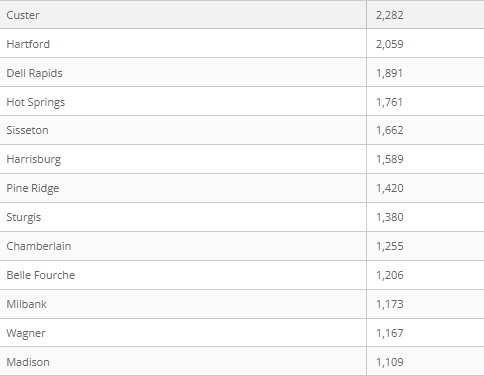 Custer 2,282
Hartford 2,059
Dell Rapids 1,891
Hot Springs 1,761
Sisseton 1,662
Harrisburg 1,589
Pine Ridge 1,420
Sturgis 1,380
Chamberlain 1,255
Belle Fourche 1,206
Milbank 1,173
Wagner 1,167
Madison 1,109